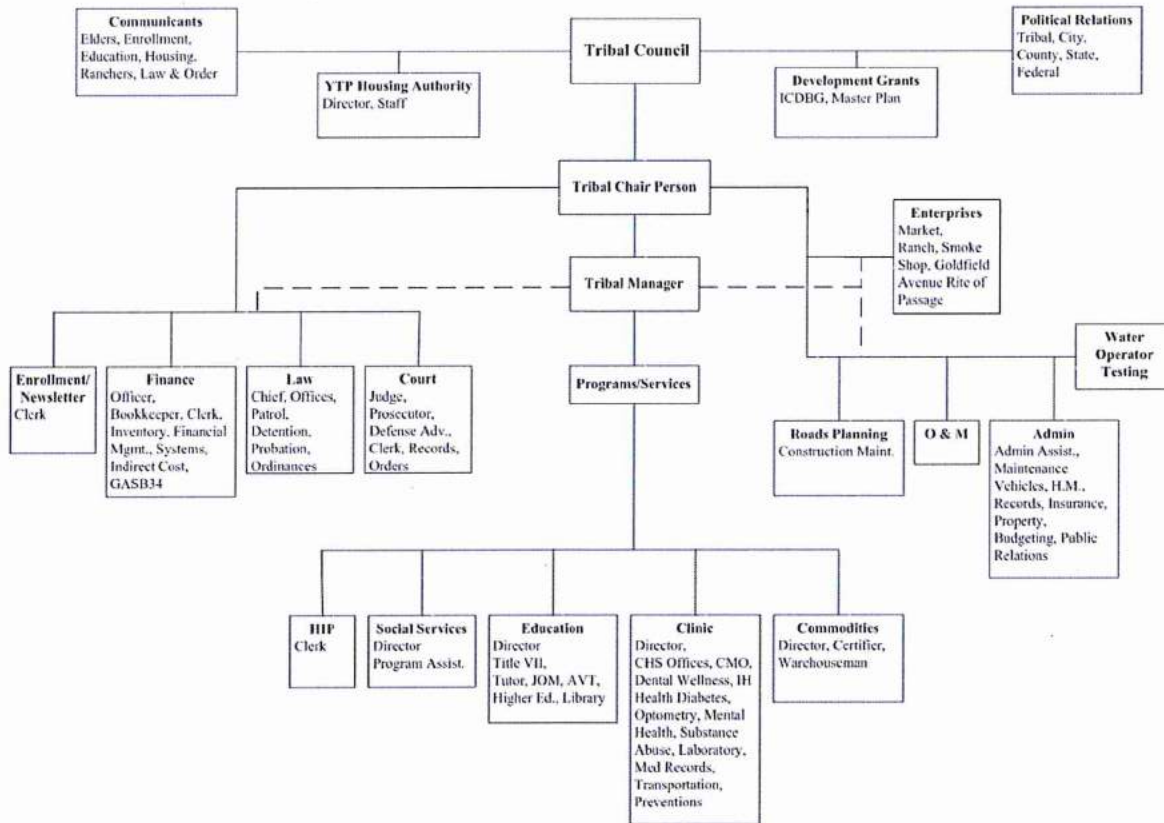 Communicants
Elders, Enrollment,
Education, Housing.
Ranchers, Law & Order
Tribal Council
Political Relations
Tribal, City,
County, State,
Federal
YTP Housing Authority
Director, Staff
Development Grants
ICDBG, Master Plan
Tribal Chair Person
Enterprises
Market,
Ranch, Smoke
Shop, Goldfield
Avenue Rite of
Passage
Tribal Manager
Water
Operator
Testing
Enrollment/
Newsletter
Clerk
Finance
Officer,
Bookkeeper, Clerk,
Inventory, Financial
Mgmt., Systems,
Indirect Cost,
GASB34
Law
Chief, Offices,
Patrol,
Detention,
Probation,
Ordinances
Court
Judge,
Prosecutor,
Defense Adv.,
Clerk, Records,
Orders
Programs/Services
Roads Planning
Construction Maint.
O & M
Admin
Admin Assist.,
Maintenance
Vehicles, H.M.,
Records, Insurance,
Property,
Budgeting, Public
Relations
HIP
Clerk
Social Services
Director
Program Assist.
Education
Director
Title VII,
Tutor, JOM, AVT,
Higher Ed., Library
Clinic
Director,
CHS Offices, CMO,
Dental Wellness, IH
Health Diabetes,
Optometry, Mental
Health, Substance
Abuse, Laboratory,
Med Records,
Transportation,
Preventions
Commodities
Director, Certifier,
Warehouseman